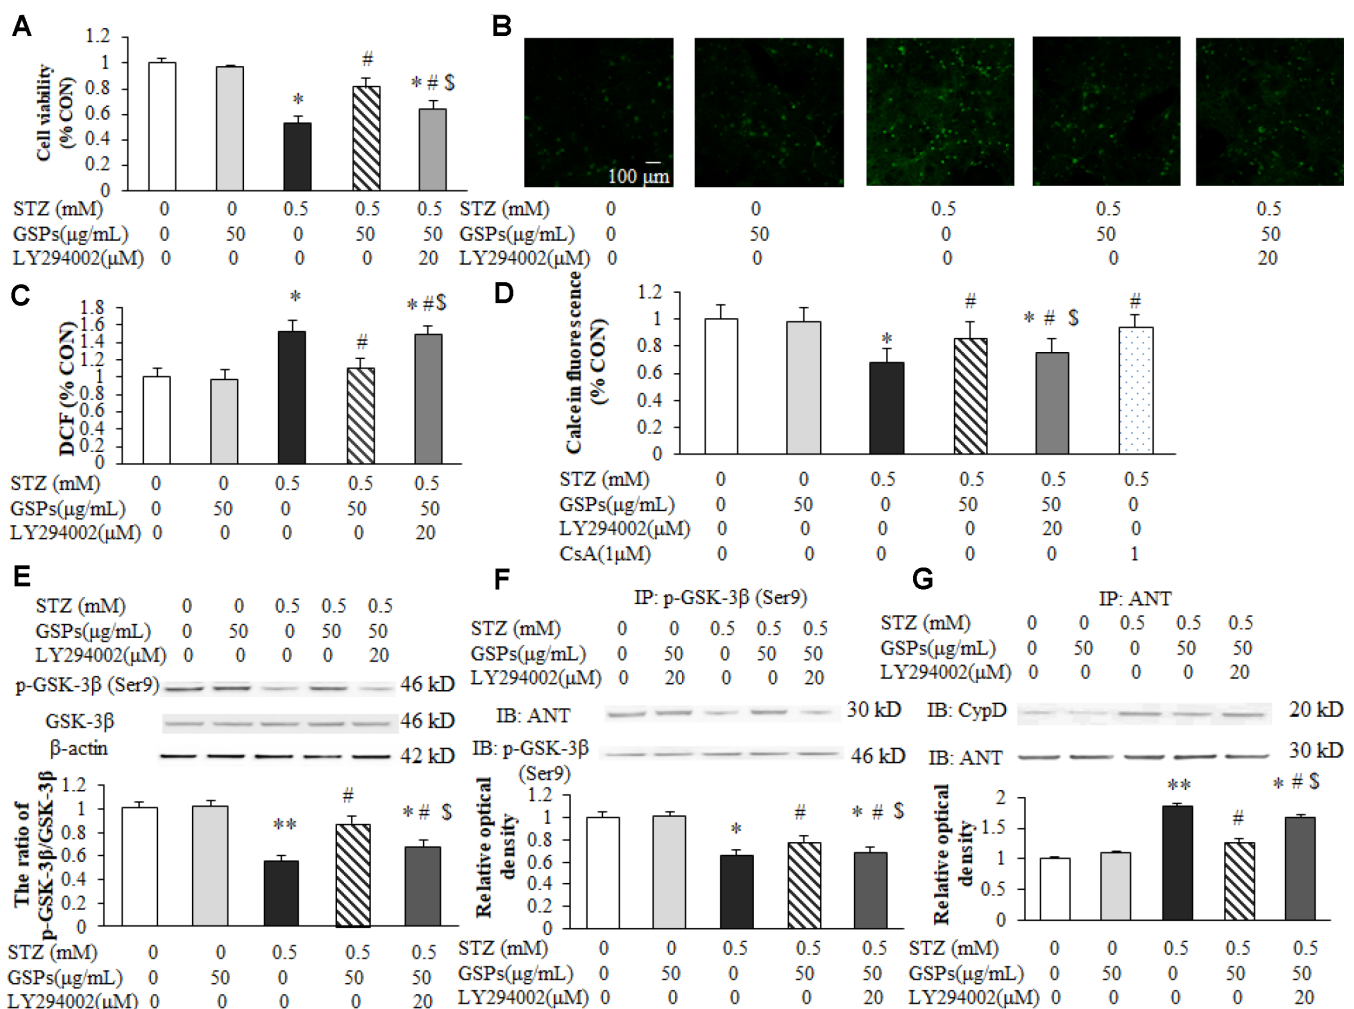 A
Cell viability
(% CON)
1.2
1
0.8
0.6
0.4
0.2
0
*
#
* # $
STZ (mM) 0 0 0.5 0.5 0.5
GSPs(μg/mL) 0 50 0 50 50
LY294002(μM) 0 0 0 0 20
B
100 μm
STZ (mM) 0 0 0.5 0.5 0.5
GSPs(μg/mL) 0 50 0 50 50
LY294002(μM) 0 0 0 0 20
C
DCF (% CON)
1.8
1.6
1.4
1.2
1
0.8
0.6
0.4
0.2
0
*
#
* # $
STZ (mM) 0 0 0.5 0.5 0.5
GSPs(μg/mL) 0 50 0 50 50
LY294002(μM) 0 0 0 0 20
D
Calcein fluorescence
(% CON)
1.2
1
0.8
0.6
0.4
0.2
0
*
#
* # $
#
STZ (mM) 0 0 0.5 0.5 0.5 0.5
GSPs(μg/mL) 0 50 0 50 50 0
LY294002(μM) 0 0 0 0 20 0
CsA(1μM) 0 0 0 0 0 1
E
STZ (mM) 0 0 0.5 0.5 0.5
GSPs(μg/mL) 0 50 0 50 50
LY294002(μM) 0 0 0 0 20
p-GSK-3β (Ser9) 46 kD
GSK-3β 46 kD
β-actin 42 kD
The ratio of
p-GSK-3β/GSK-3β
1.2
1
0.8
0.6
0.4
0.2
0
**
#
* # $
STZ (mM) 0 0 0.5 0.5 0.5
GSPs(μg/mL) 0 50 0 50 50
LY294002(μM) 0 0 0 0 20
F
IP: p-GSK-3β (Ser9)
STZ (mM) 0 0 0.5 0.5 0.5
GSPs(μg/mL) 0 50 0 50 50
LY294002(μM) 0 20 0 0 20
IB: ANT 30 kD
IB: p-GSK-3β 46 kD
(Ser9)
Relative optical
density
1.2
1
0.8
0.6
0.4
0.2
0
*
#
* # $
STZ (mM) 0 0 0.5 0.5 0.5
GSPs(μg/mL) 0 50 0 50 50
LY294002(μM) 0 0 0 0 20
G
IP: ANT
STZ (mM) 0 0 0.5 0.5 0.5
GSPs(μg/mL) 0 50 0 50 50
LY294002(μM) 0 0 0 0 20
IB: CypD 20 kD
IB: ANT 30 kD
Relative optical
density
2
1.5
1
0.5
0
**
#
* # $
STZ (mM) 0 0 0.5 0.5 0.5
GSPs(μg/mL) 0 50 0 50 50
LY294002(μM) 0 0 0 0 20